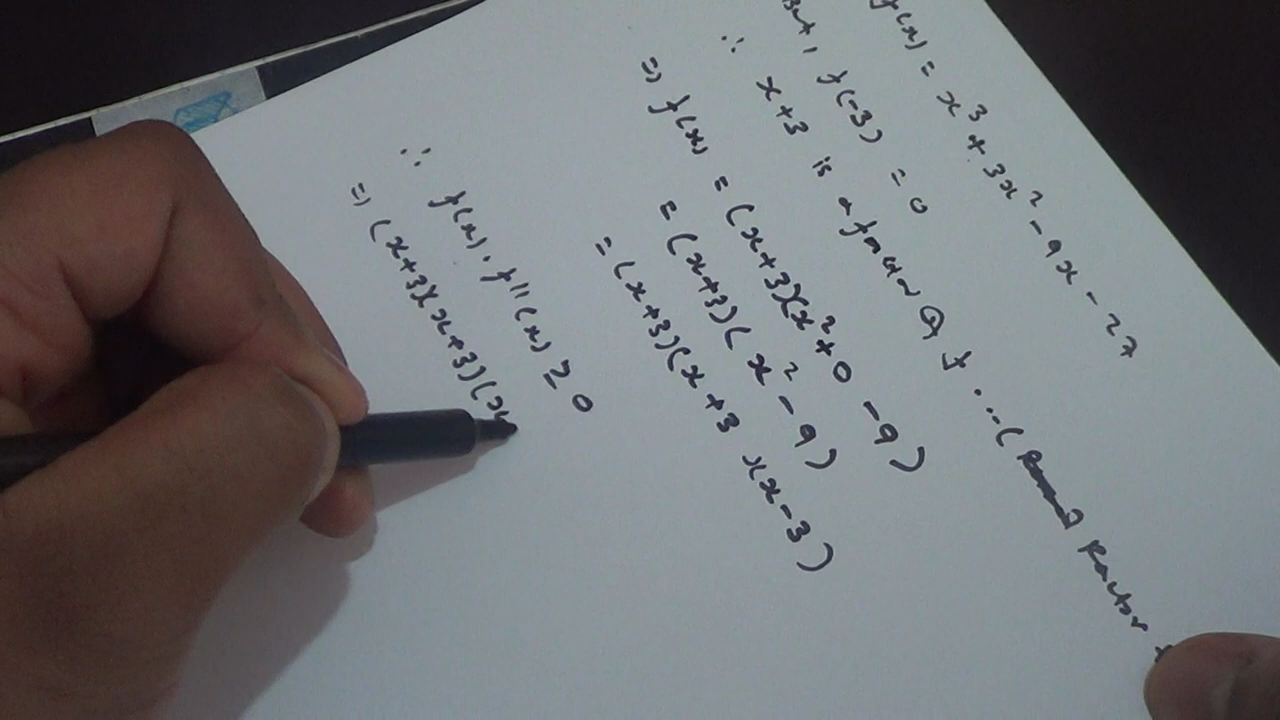 f(x) = x³ + 3x² - 9x - 27
But, f(-3) = 0
∴ x+3 is a factor of f ...( Factor
⇒ f(x) = (x+3)(x²+0 -9)
= (x+3)(x²-9)
= (x+3)(x+3)(x-3)
∴ f(x).f''(x) ≥ 0
⇒ (x+3)(x+3)(x